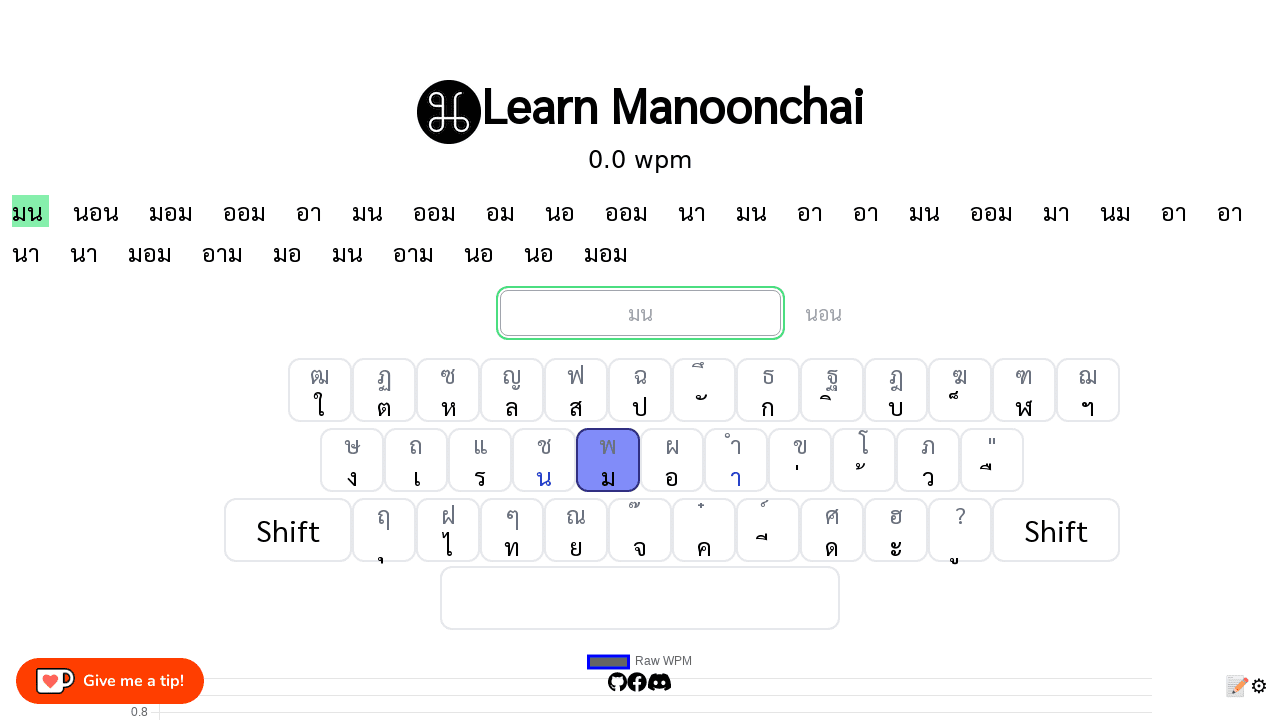 Learn Manoonchai
0.0 wpm
มน นอน มอม ออม อา มน ออม อม นอ ออม นา มน อา อา มน ออม มา นม อา อา
นา นา มอม อาม มอ มน อาม นอ นอ มอม
มน นอน
ฒ ฏ ซ ญ ฟ ฉ ึ ธ ฐ ฎ ฆ ฑ ฌ
ใ ต ห ล ส ป ั ก ิ บ ็ ฬ ฯ
ษ ถ แ ช พ ผ ำ ข โ ภ "
ง เ ร น ม อ า ่ ้ ว ื
ฤ ฝ ๆ ณ ๊ ๋ ์ ศ ฮ ?
Shift ุ ไ ท ย จ ค ี ด ะ ู Shift
Raw WPM
Give me a tip!
0.8